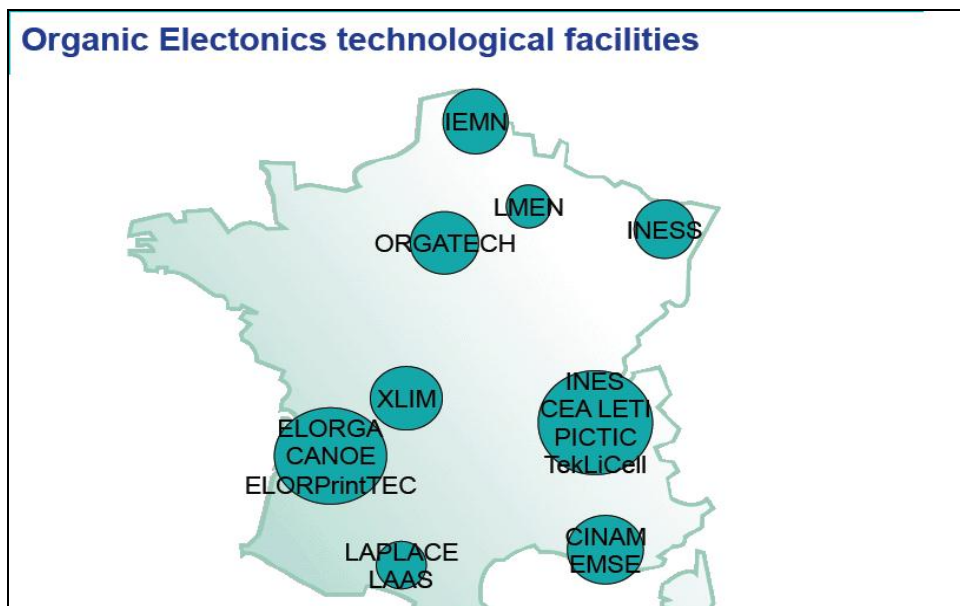 Organic Electonics technological facilities
IEMN
LMEN
ORGATECH
INESS
XLIM
INES
CEA LETI
PICTIC
TekLiCell
ELORGA
CANOE
ELORPrintTEC
CINAM
EMSE
LAPLACE
LAAS